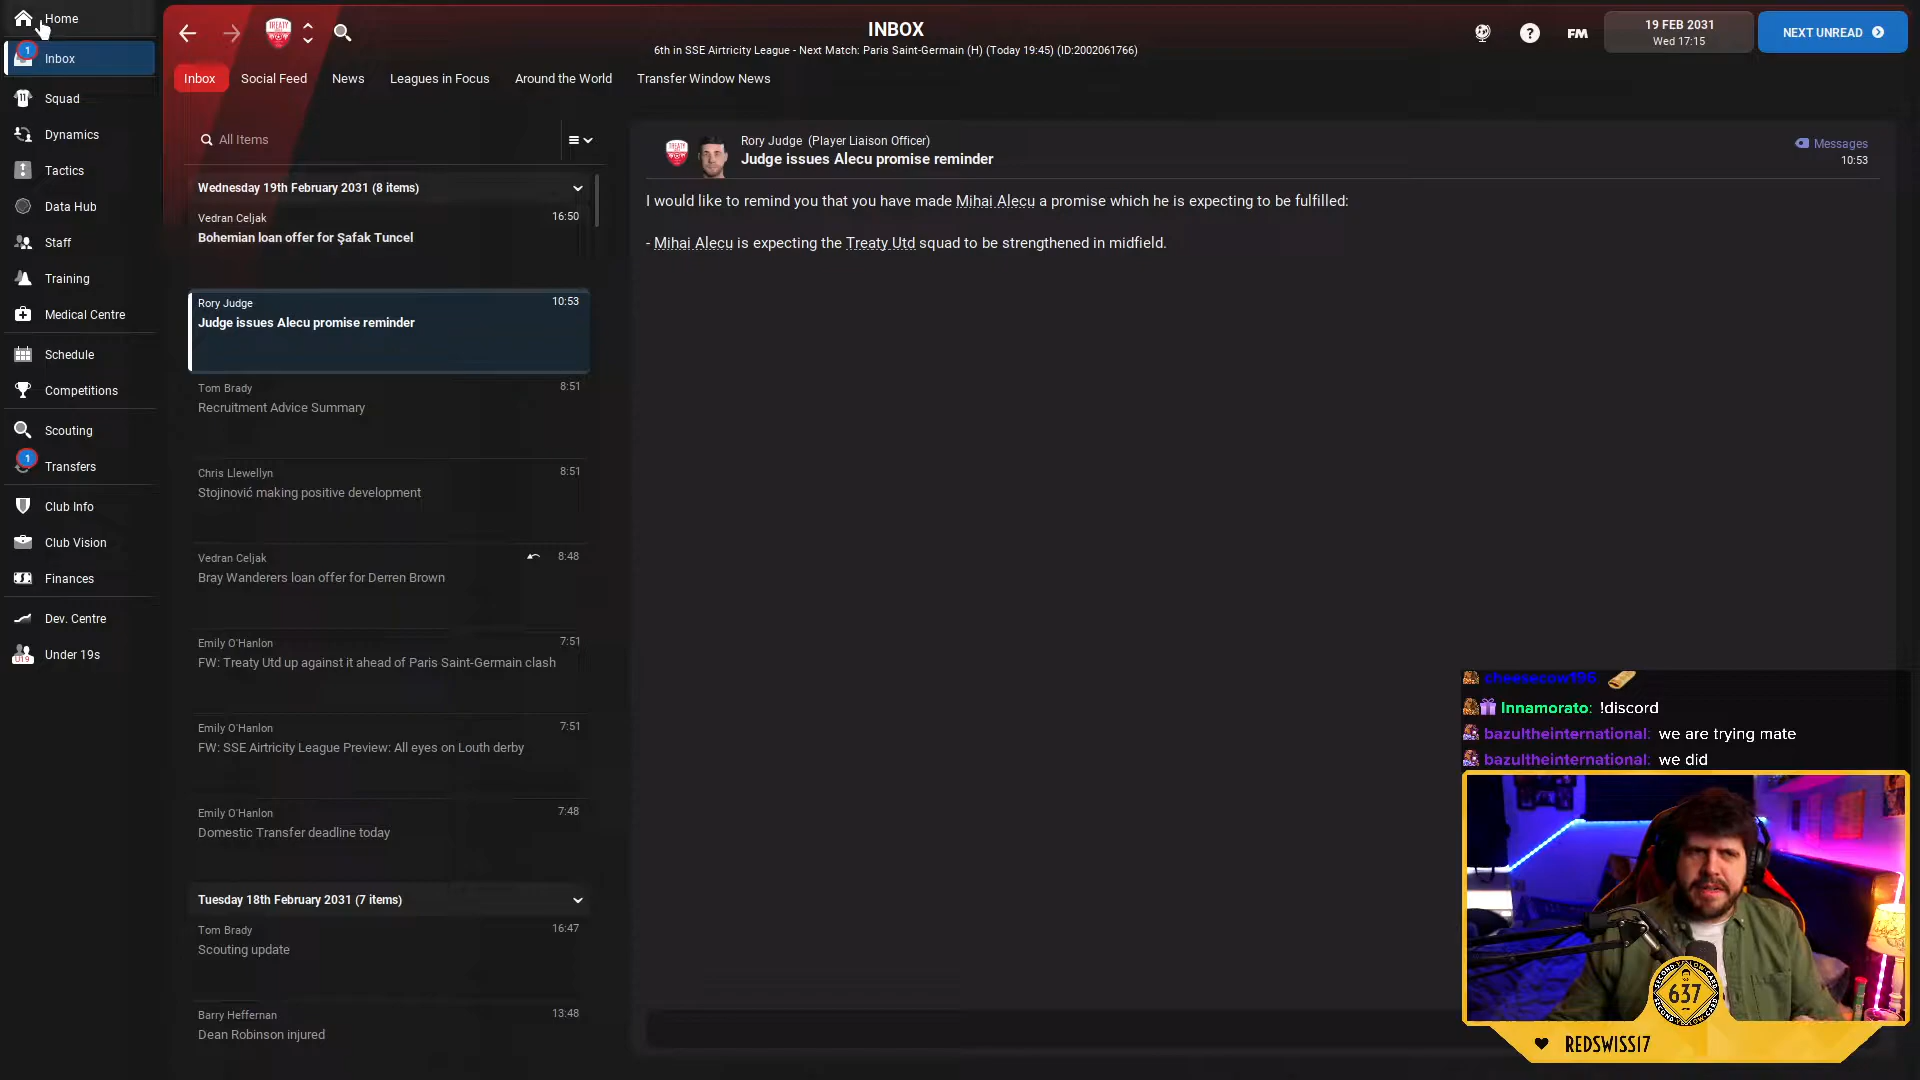 Home
Inbox
1
Squad
Dynamics
Tactics
Data Hub
Staff
Training
Medical Centre
Schedule
Competitions
Scouting
1
Transfers
Club Info
Club Vision
Finances
Dev. Centre
U19
Under 19s
TREATY
INBOX
6th in SSE Airtricity League - Next Match: Paris Saint-Germain (H) (Today 19:45) (ID:2002061766)
?
FM
19 FEB 2031
Wed 17:15
NEXT UNREAD
Inbox
Social Feed
News
Leagues in Focus
Around the World
Transfer Window News
All Items
Wednesday 19th February 2031 (8 items)
Vedran Celjak
16:50
Bohemian loan offer for Şafak Tuncel
Rory Judge
10:53
Judge issues Alecu promise reminder
Tom Brady
8:51
Recruitment Advice Summary
Chris Llewellyn
8:51
Stojinović making positive development
Vedran Celjak
8:48
Bray Wanderers loan offer for Derren Brown
Emily O'Hanlon
7:51
FW: Treaty Utd up against it ahead of Paris Saint-Germain clash
Emily O'Hanlon
7:51
FW: SSE Airtricity League Preview: All eyes on Louth derby
Emily O'Hanlon
7:48
Domestic Transfer deadline today
Tuesday 18th February 2031 (7 items)
Tom Brady
16:47
Scouting update
Barry Heffernan
13:48
Dean Robinson injured
TREATY
Rory Judge (Player Liaison Officer)
Judge issues Alecu promise reminder
Messages
10:53
I would like to remind you that you have made Mihai Alecu a promise which he is expecting to be fulfilled:
- Mihai Alecu is expecting the Treaty Utd squad to be strengthened in midfield.
cheesecow196
Innamorato: !discord
bazultheinternational: we are trying mate
bazultheinternational: we did
SECOND YELLOW CARD
637
REDSWISS17